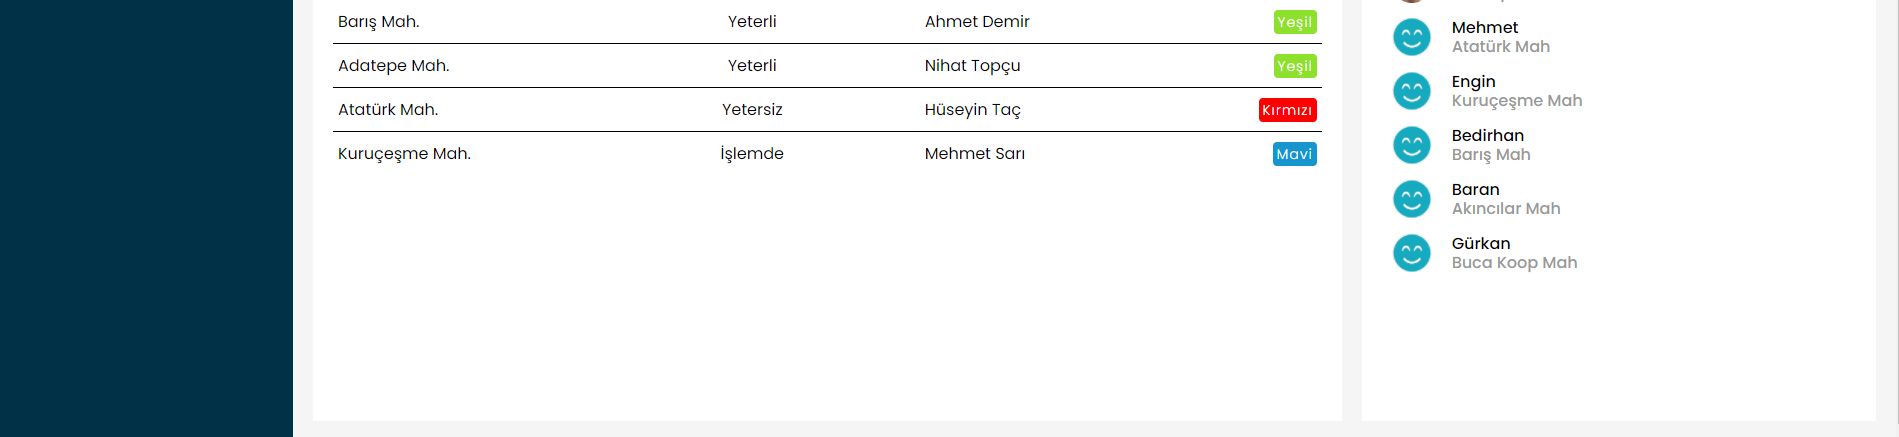 Barış Mah. Yeterli Ahmet Demir Yeşil
Adatepe Mah. Yeterli Nihat Topçu Yeşil
Atatürk Mah. Yetersiz Hüseyin Taç Kırmızı
Kuruçeşme Mah. İşlemde Mehmet Sarı Mavi
Mehmet
Atatürk Mah
Engin
Kuruçeşme Mah
Bedirhan
Barış Mah
Baran
Akıncılar Mah
Gürkan
Buca Koop Mah